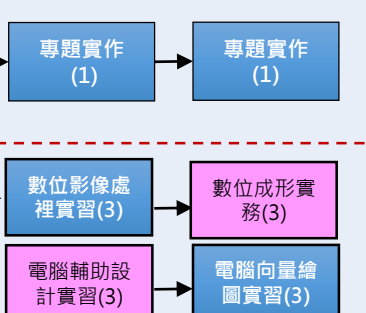 專題實作
(1)
專題實作
(1)
數位影像處
裡實習(3)
數位成形實
務(3)
電腦輔助設
計實習(3)
電腦向量繪
圖實習(3)